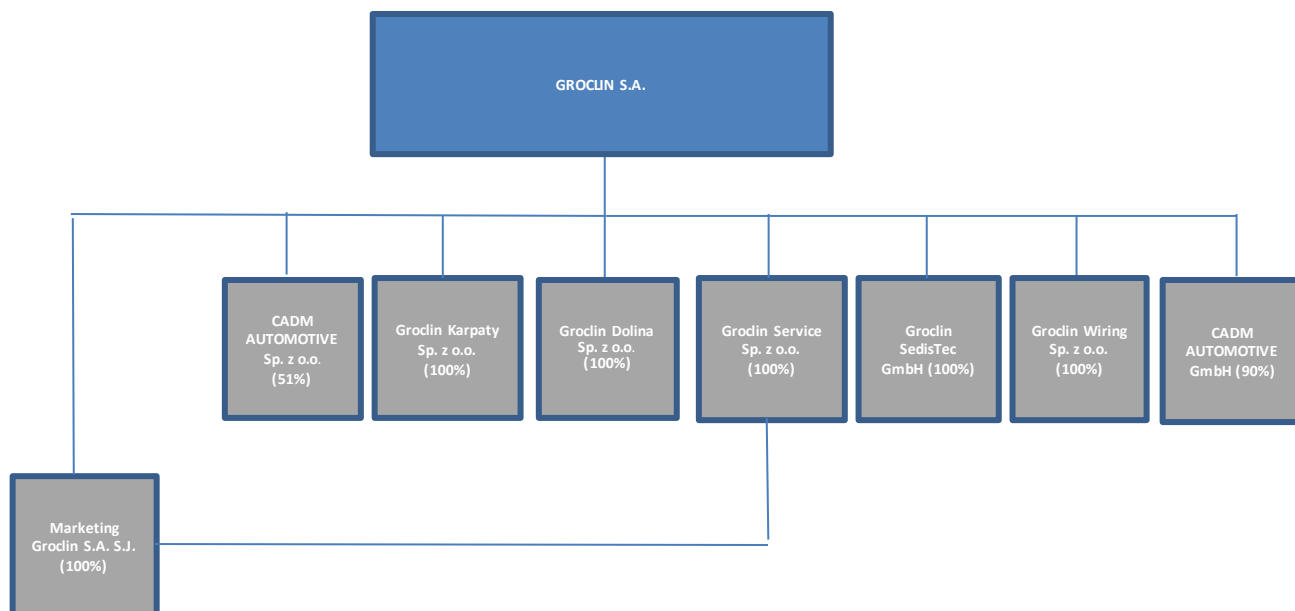 GROCLIN S.A.
CADM
AUTOMOTIVE
Sp. z o.o.
(51%)
Groclin Karpaty
Sp. z o.o.
(100%)
Groclin Dolina
Sp. z o.o.
(100%)
Groclin Service
Sp. z o.o.
(100%)
Groclin
SedisTec
GmbH (100%)
Groclin Wiring
Sp. z o.o.
(100%)
CADM
AUTOMOTIVE
GmbH (90%)
Marketing
Groclin S.A. S.J.
(100%)